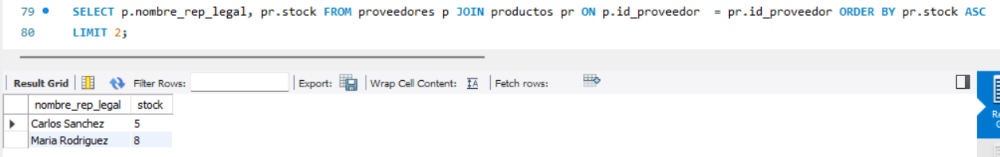 79 SELECT p.nombre_rep_legal, pr.stock FROM proveedores p JOIN productos pr ON p.id_proveedor  = pr.id_proveedor ORDER BY pr.stock ASC
80 LIMIT 2;
Result Grid Filter Rows: Export: Wrap Cell Content: IA Fetch rows:
nombre_rep_legal stock
Carlos Sanchez 5
Maria Rodriguez 8